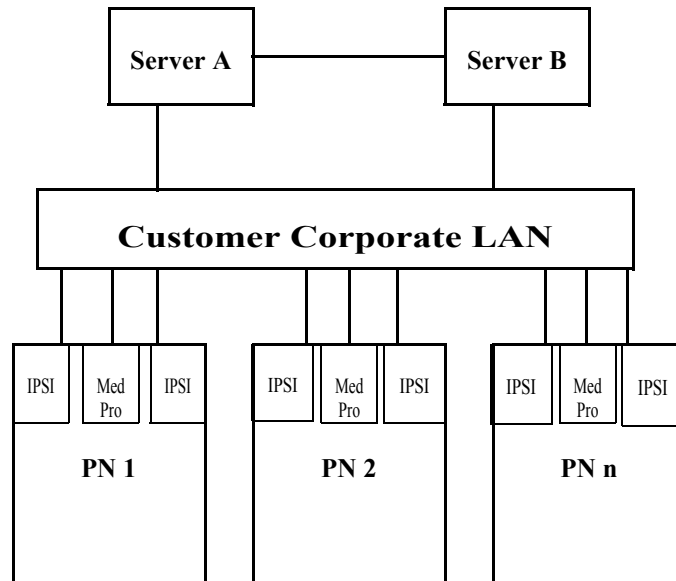 Server A
Server B
Customer Corporate LAN
IPSI
Med
Pro
IPSI
IPSI
Med
Pro
IPSI
IPSI
Med
Pro
IPSI
PN 1
PN 2
PN n